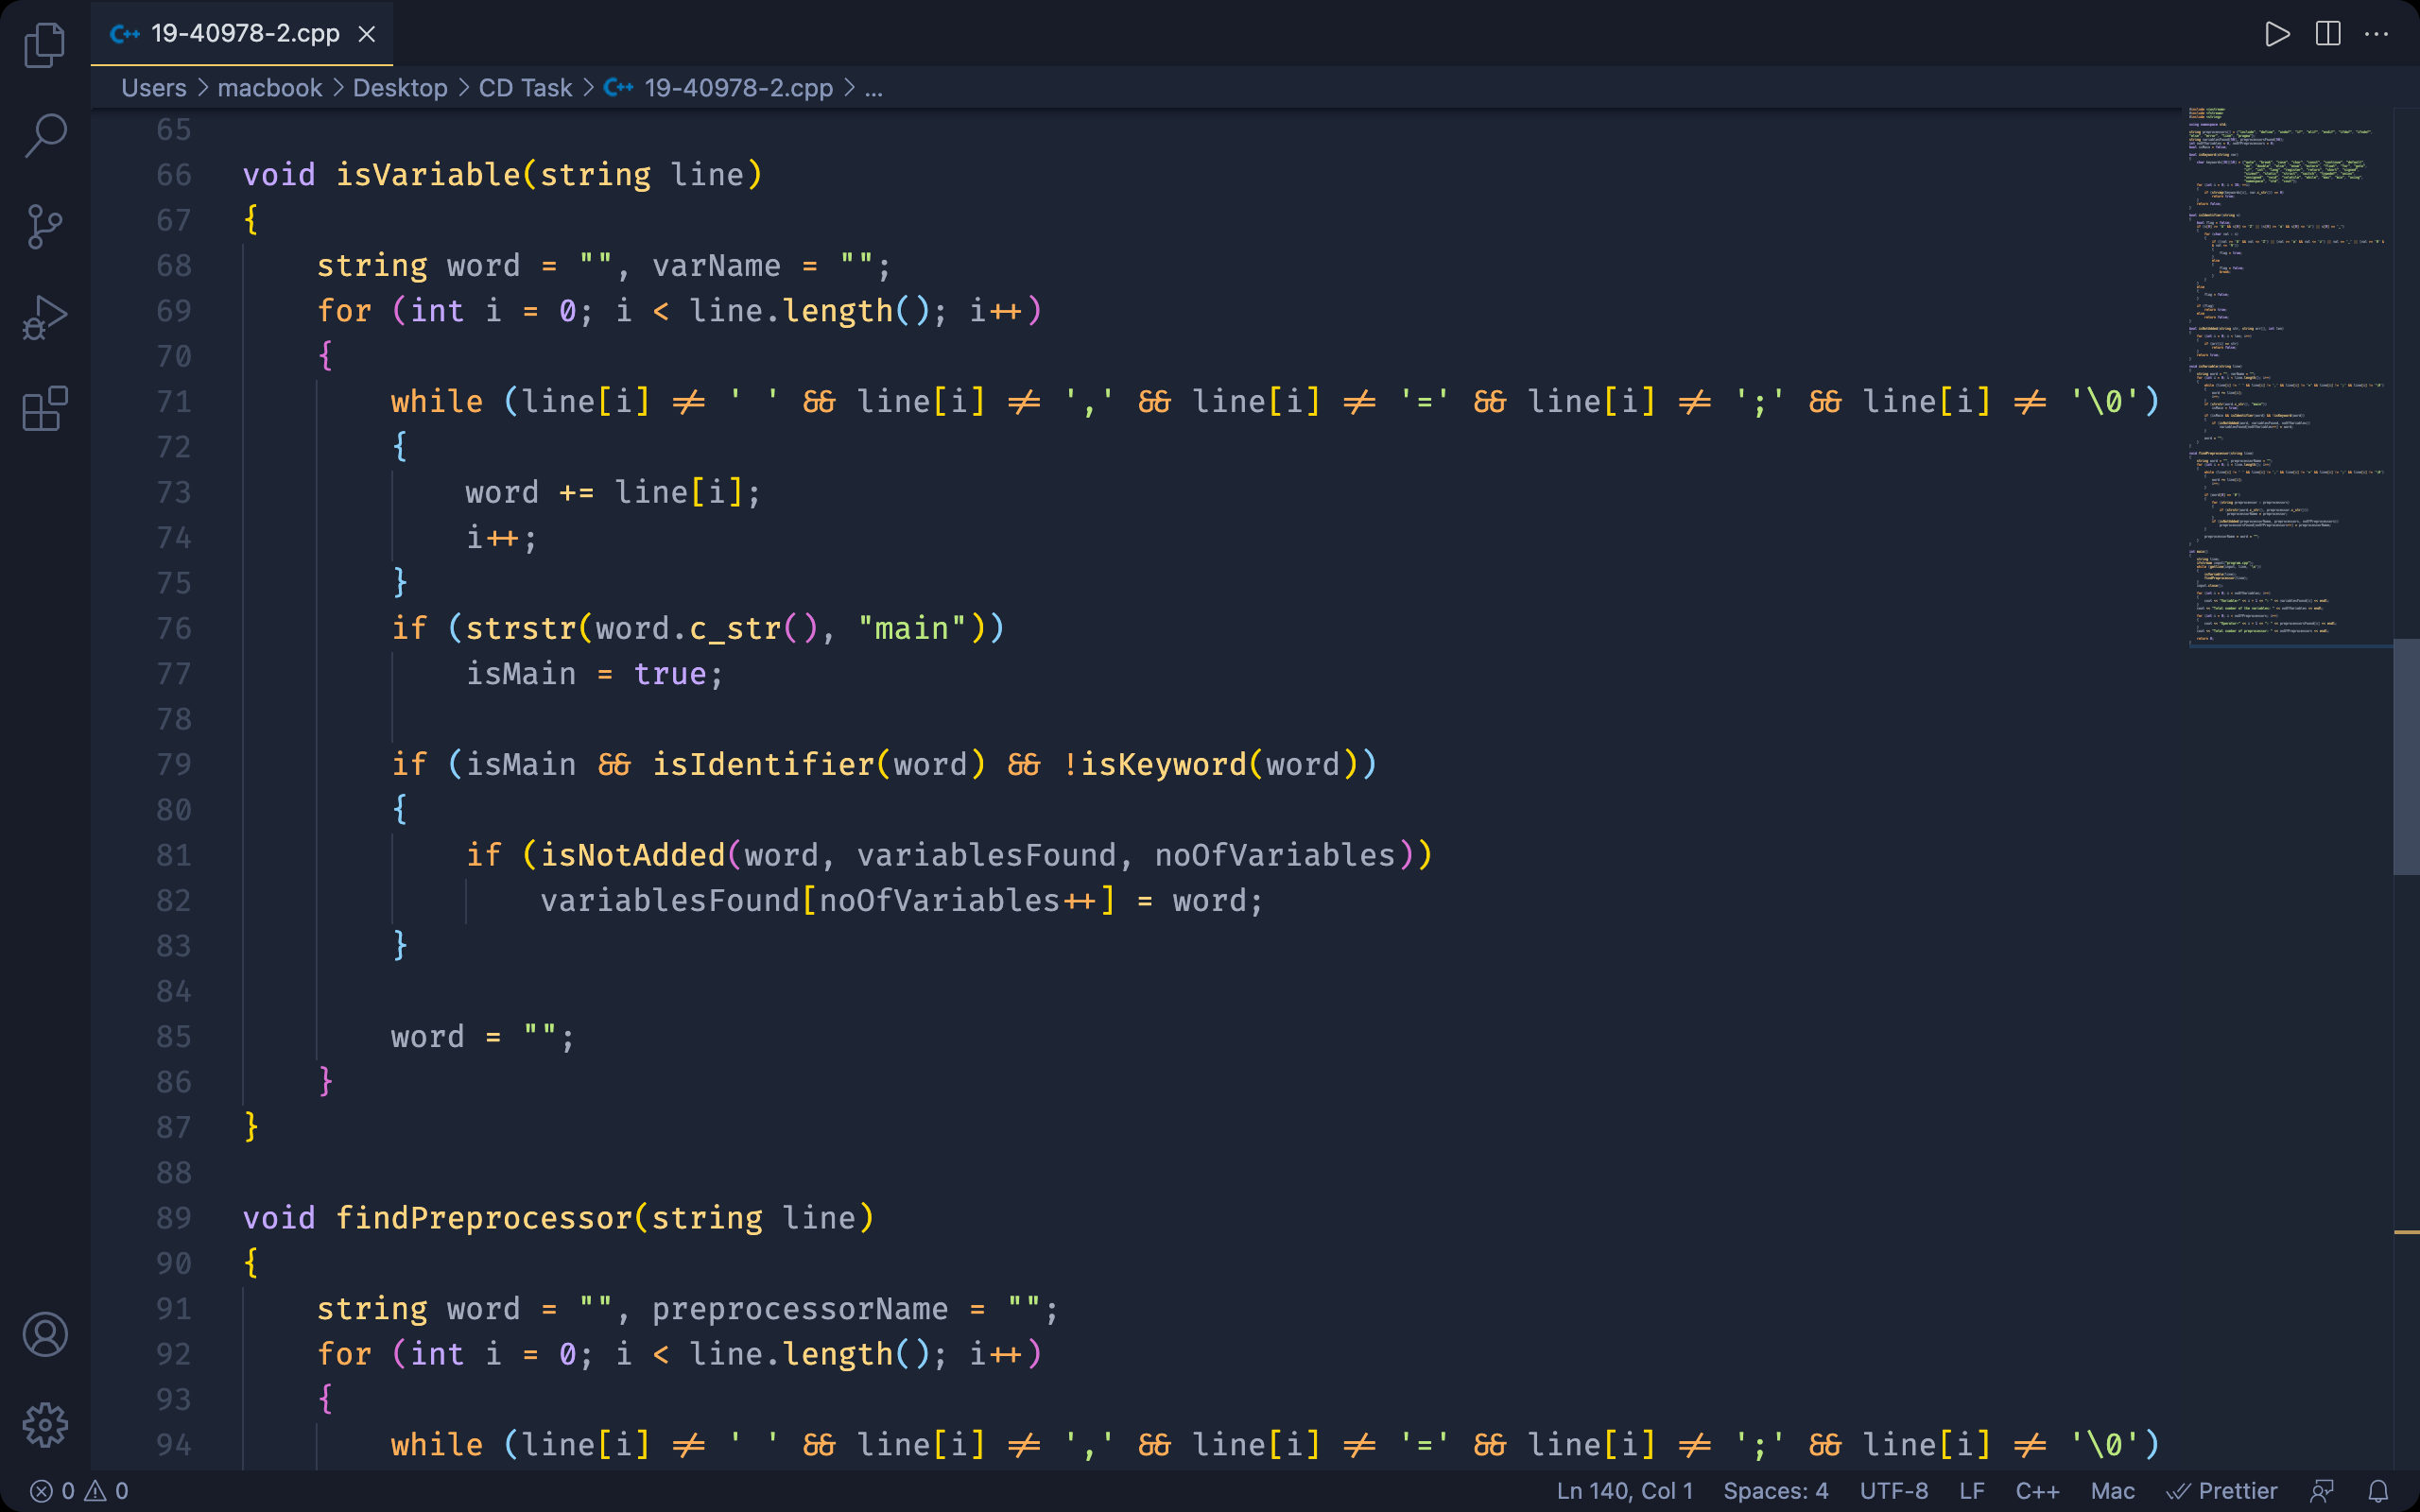 19-40978-2.cpp
Users > macbook > Desktop > CD Task > 19-40978-2.cpp > ...
65
66 void isVariable(string line)
67 {
68     string word = "", varName = "";
69     for (int i = 0; i < line.length(); i++)
70     {
71         while (line[i] != ' ' && line[i] != ',' && line[i] != '=' && line[i] != ';' && line[i] != '\0')
72         {
73             word += line[i];
74             i++;
75         }
76         if (strstr(word.c_str(), "main"))
77             isMain = true;
78
79         if (isMain && isIdentifier(word) && !isKeyword(word))
80         {
81             if (isNotAdded(word, variablesFound, noOfVariables))
82                 variablesFound[noOfVariables++] = word;
83         }
84
85         word = "";
86     }
87 }
88
89 void findPreprocessor(string line)
90 {
91     string word = "", preprocessorName = "";
92     for (int i = 0; i < line.length(); i++)
93     {
94         while (line[i] != ' ' && line[i] != ',' && line[i] != '=' && line[i] != ';' && line[i] != '\0')
0 0 Ln 140, Col 1 Spaces: 4 UTF-8 LF C++ Mac Prettier